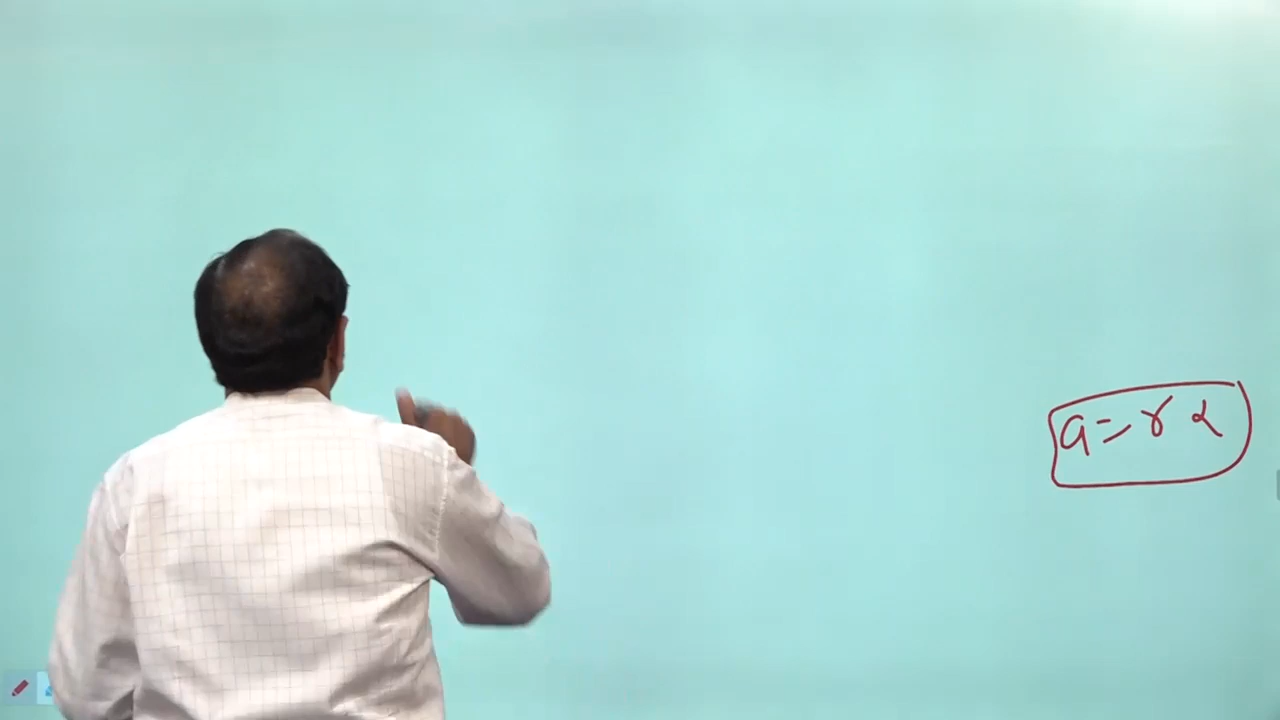 a = r α